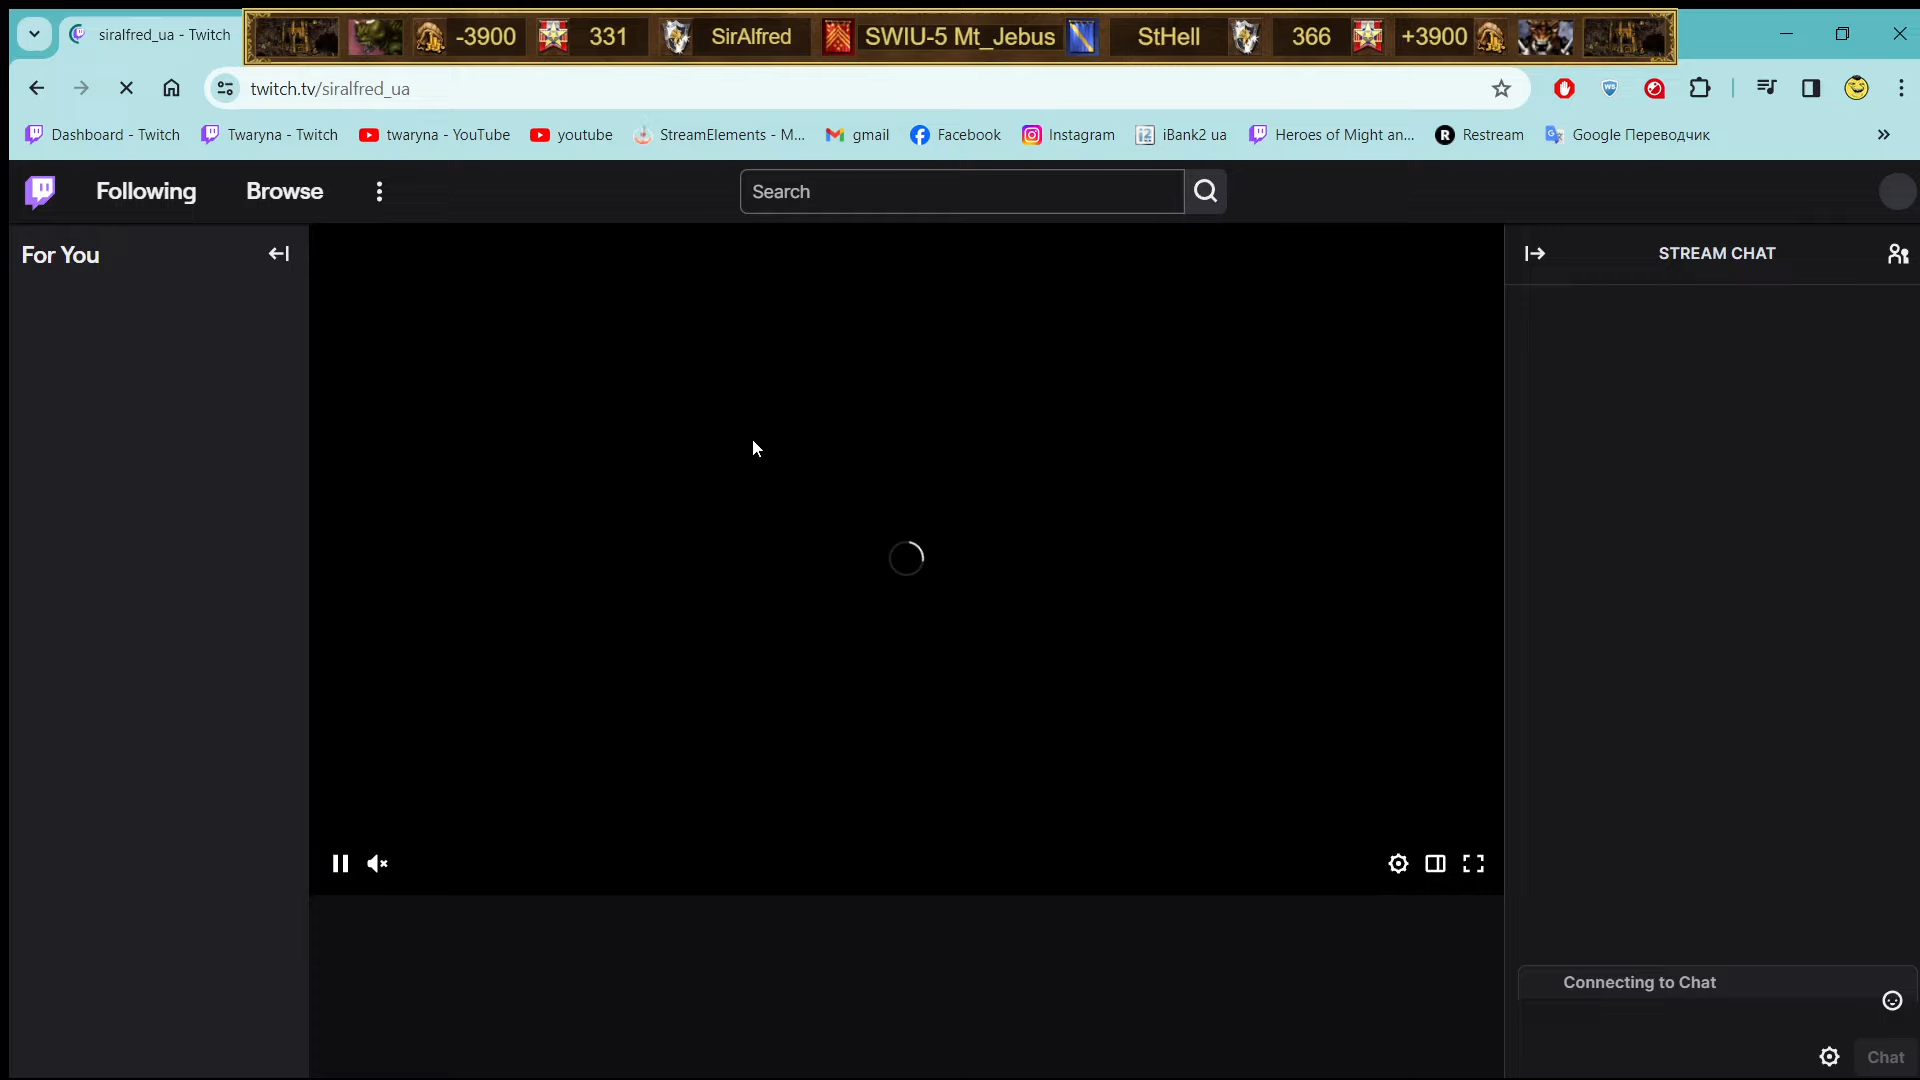 siralfred_ua - Twitch
-3900 331 SirAlfred SWIU-5 Mt_Jebus StHell 366 +3900
twitch.tv/siralfred_ua
Dashboard - Twitch Twaryna - Twitch twaryna - YouTube youtube StreamElements - M... gmail Facebook Instagram iBank2 ua Heroes of Might an... Restream Google Переводчик
Following Browse Search
For You
STREAM CHAT
Connecting to Chat
Chat